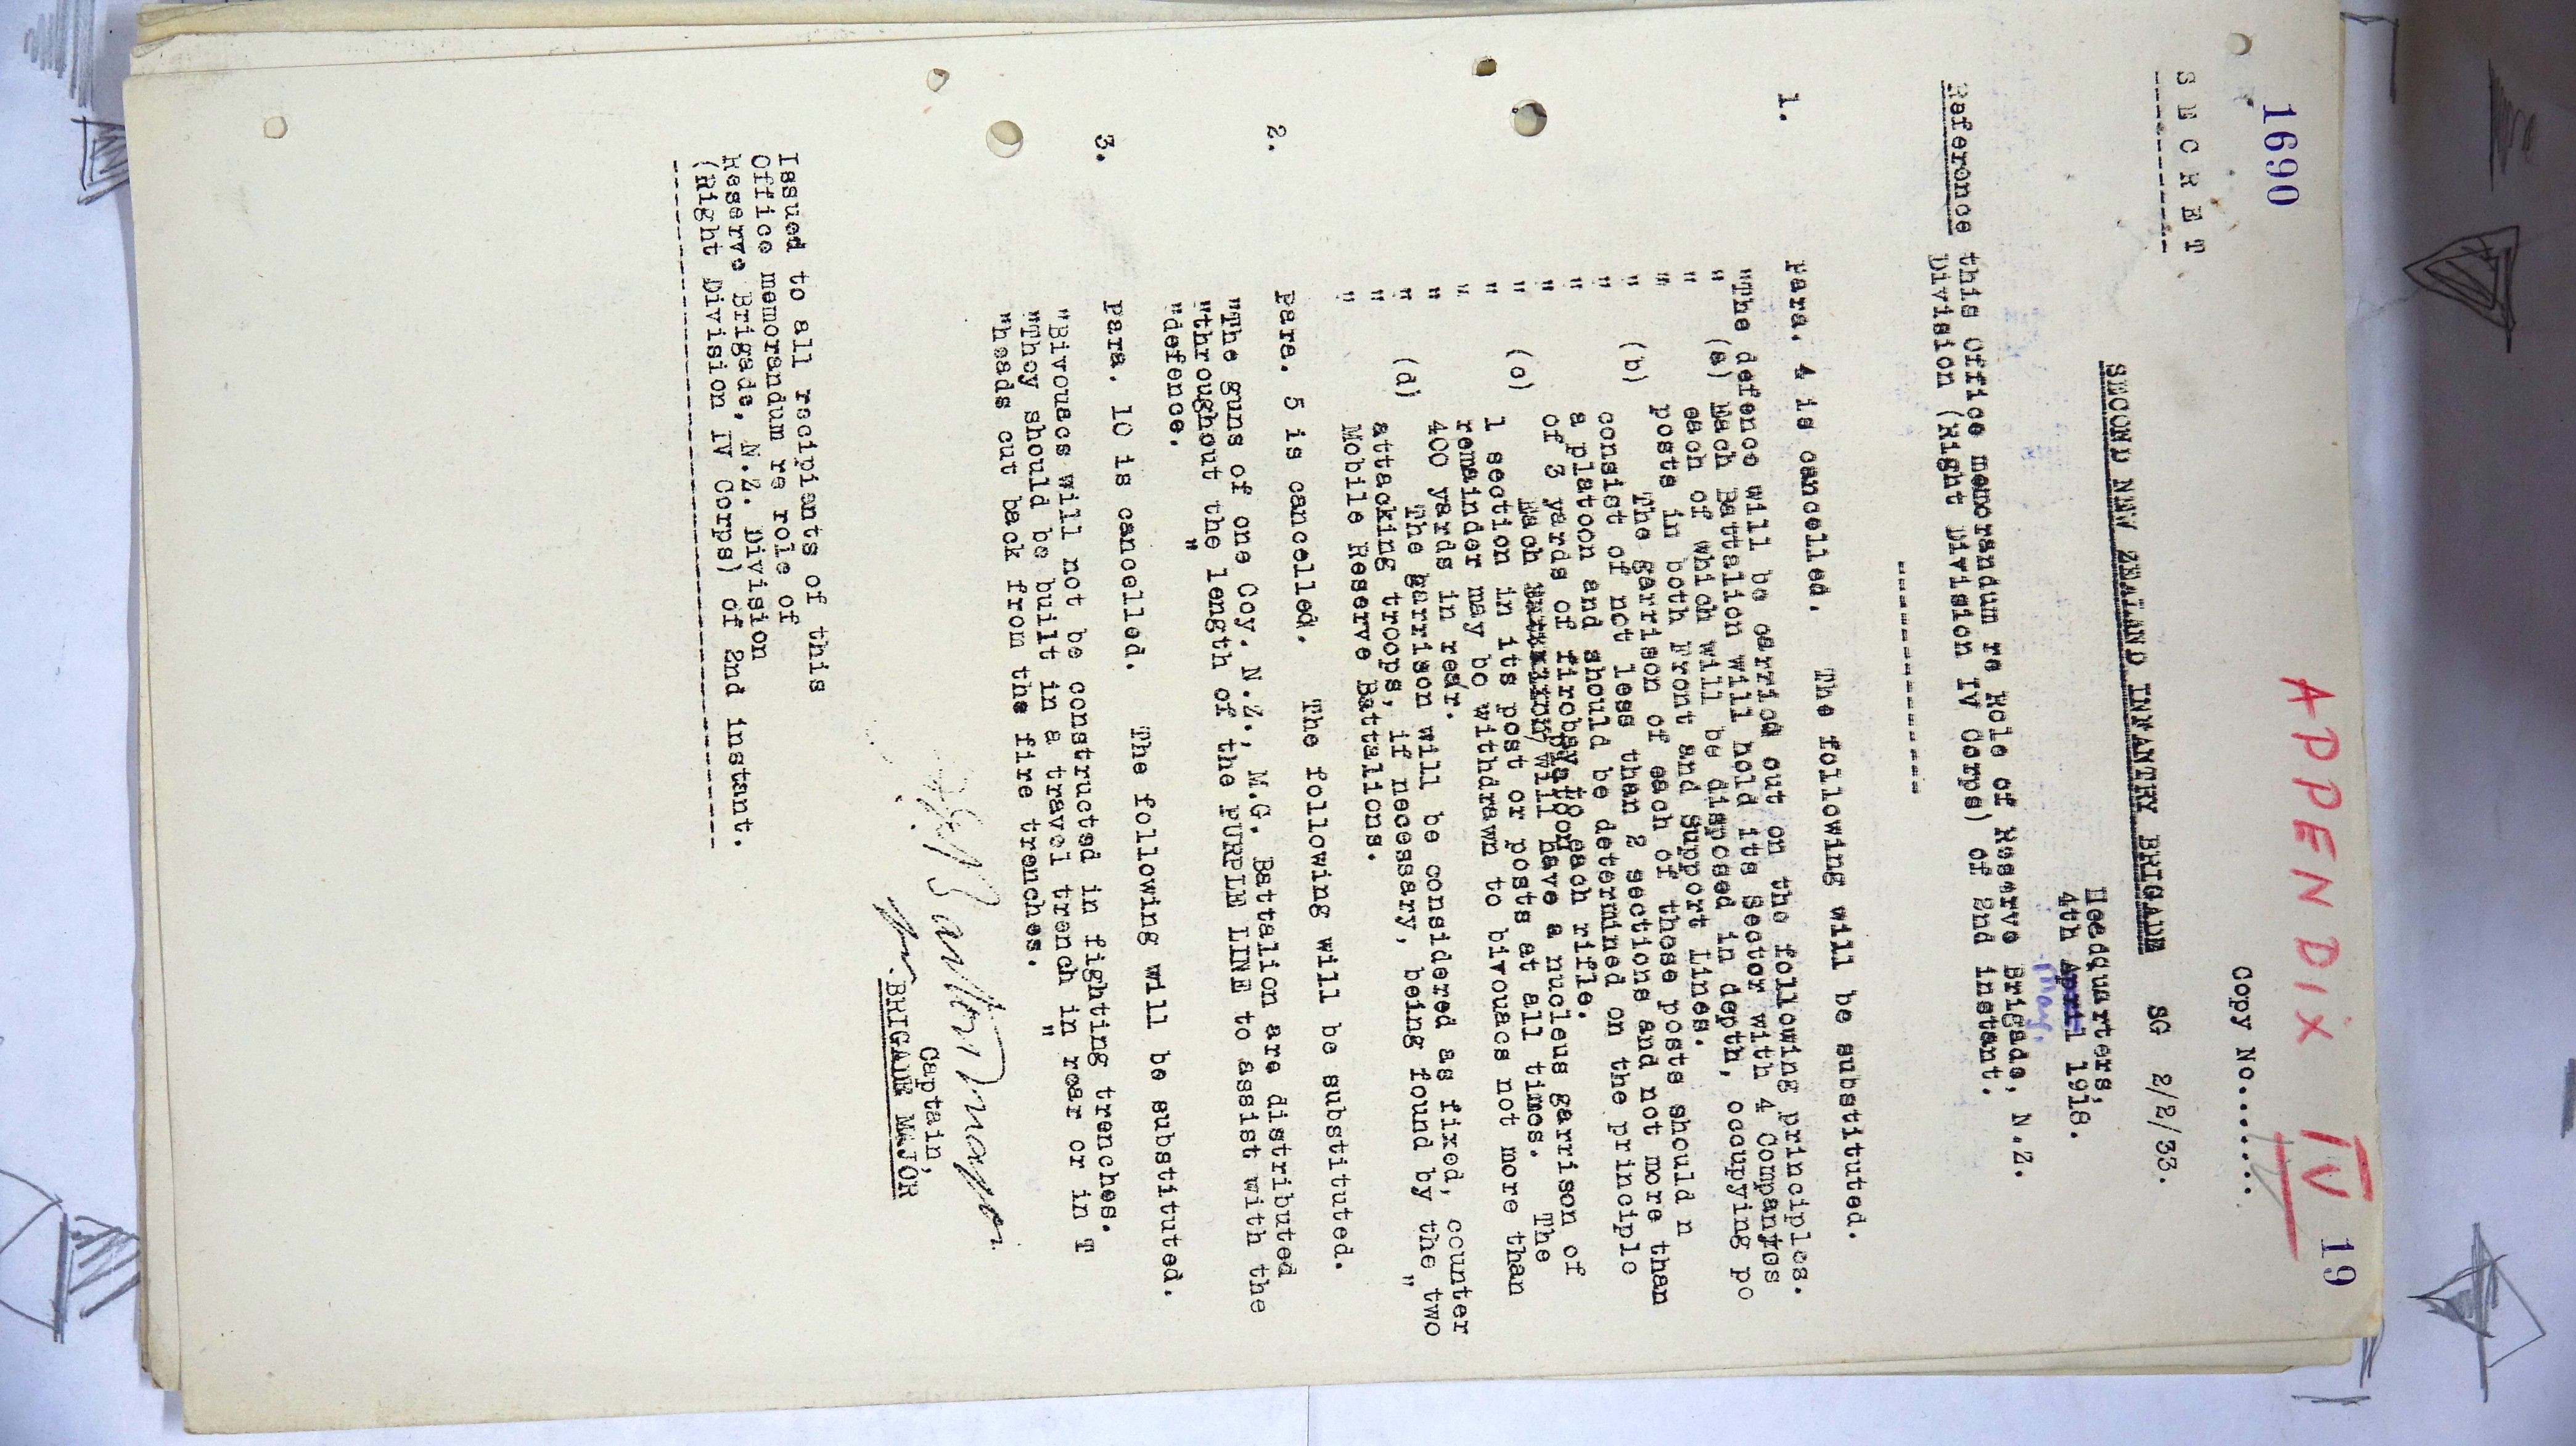 1690
APPENDIX IV 19
Copy No.......
S E C R E T
SECOND NEW ZEALAND INFANTRY BRIGADE SG 2/2/33.
Headquarters,
4th April 1918.
May.
Reference this office memorandum re Role of Reserve Brigade, N.Z.
Division (Right Division IV Corps) of 2nd instant.
1. Para. 4 is cancelled. The following will be substituted.
"The defence will be carried out on the following principles.
" (a) Each Battalion will hold its Sector with 4 Companies
" each of which will be disposed in depth, occupying po
" posts in both Front and Support Lines.
" (b) The garrison of each of these posts should n
" consist of not less then 2 sections and not more than
" a platoon and should be determined on the principle
" of 3 yards of firebay to each rifle.
" (c) Each platoon will have a nucleus garrison of
" 1 section in its post or posts at all times. The
" remainder may be withdrawn to bivouacs not more than
" 400 yards in rear.
" (d) The garrison will be considered as fixed, counter
" attacking troops, if necessary, being found by the two
" Mobile Reserve Battalions. "
2. Para. 5 is cancelled. The following will be substituted.
"The guns of one Coy. N.Z., M.G. Battalion are distributed
"throughout the length of the PURPLE LINE to assist with the
"defence. "
3. Para. 10 is cancelled. The following will be substituted.
"Bivouacs will not be constructed in fighting trenches.
"They should be built in a travel trench in rear or in T
"heads cut back from the fire trenches. "
Captain,
for BRIGADE MAJOR
Issued to all recipients of this
Office memorandum re role of
Reserve Brigade, N.Z. Division
(Right Division IV Corps) of 2nd instant.